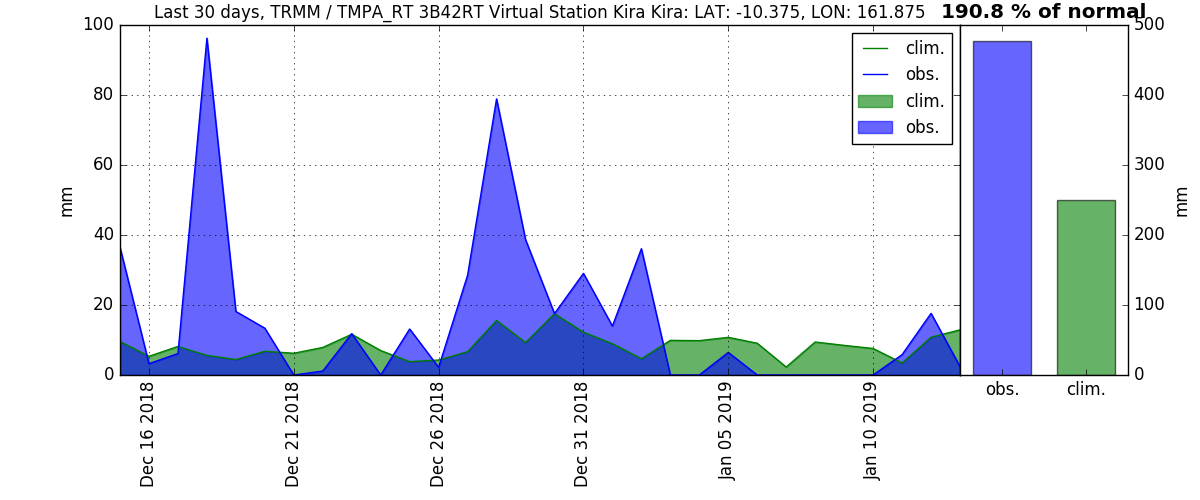 Last 30 days, TRMM / TMPA_RT 3B42RT Virtual Station Kira Kira: LAT: -10.375, LON: 161.875 190.8 % of normal
100
80
60
40
20
0
mm
clim.
obs.
clim.
obs.
500
400
300
200
100
0
mm
obs. clim.
Dec 16 2018
Dec 21 2018
Dec 26 2018
Dec 31 2018
Jan 05 2019
Jan 10 2019